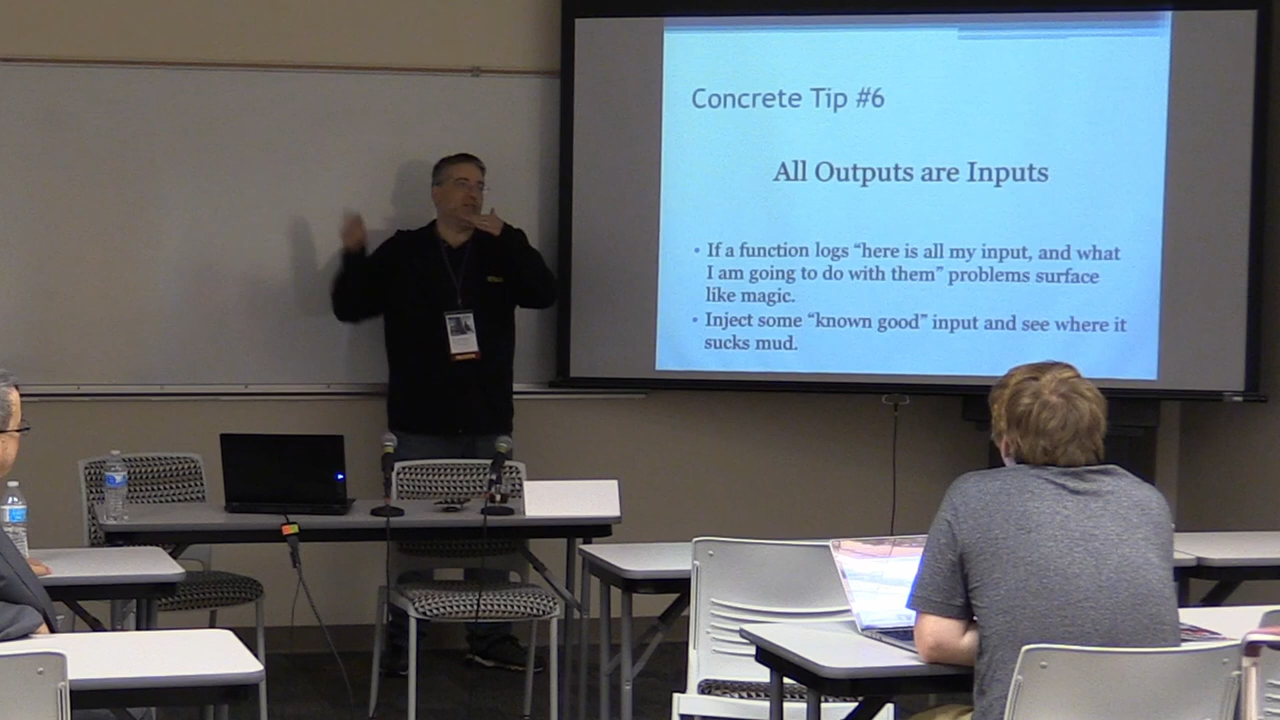 Concrete Tip #6
All Outputs are Inputs
• If a function logs “here is all my input, and what
I am going to do with them” problems surface
like magic.
• Inject some “known good” input and see where it
sucks mud.